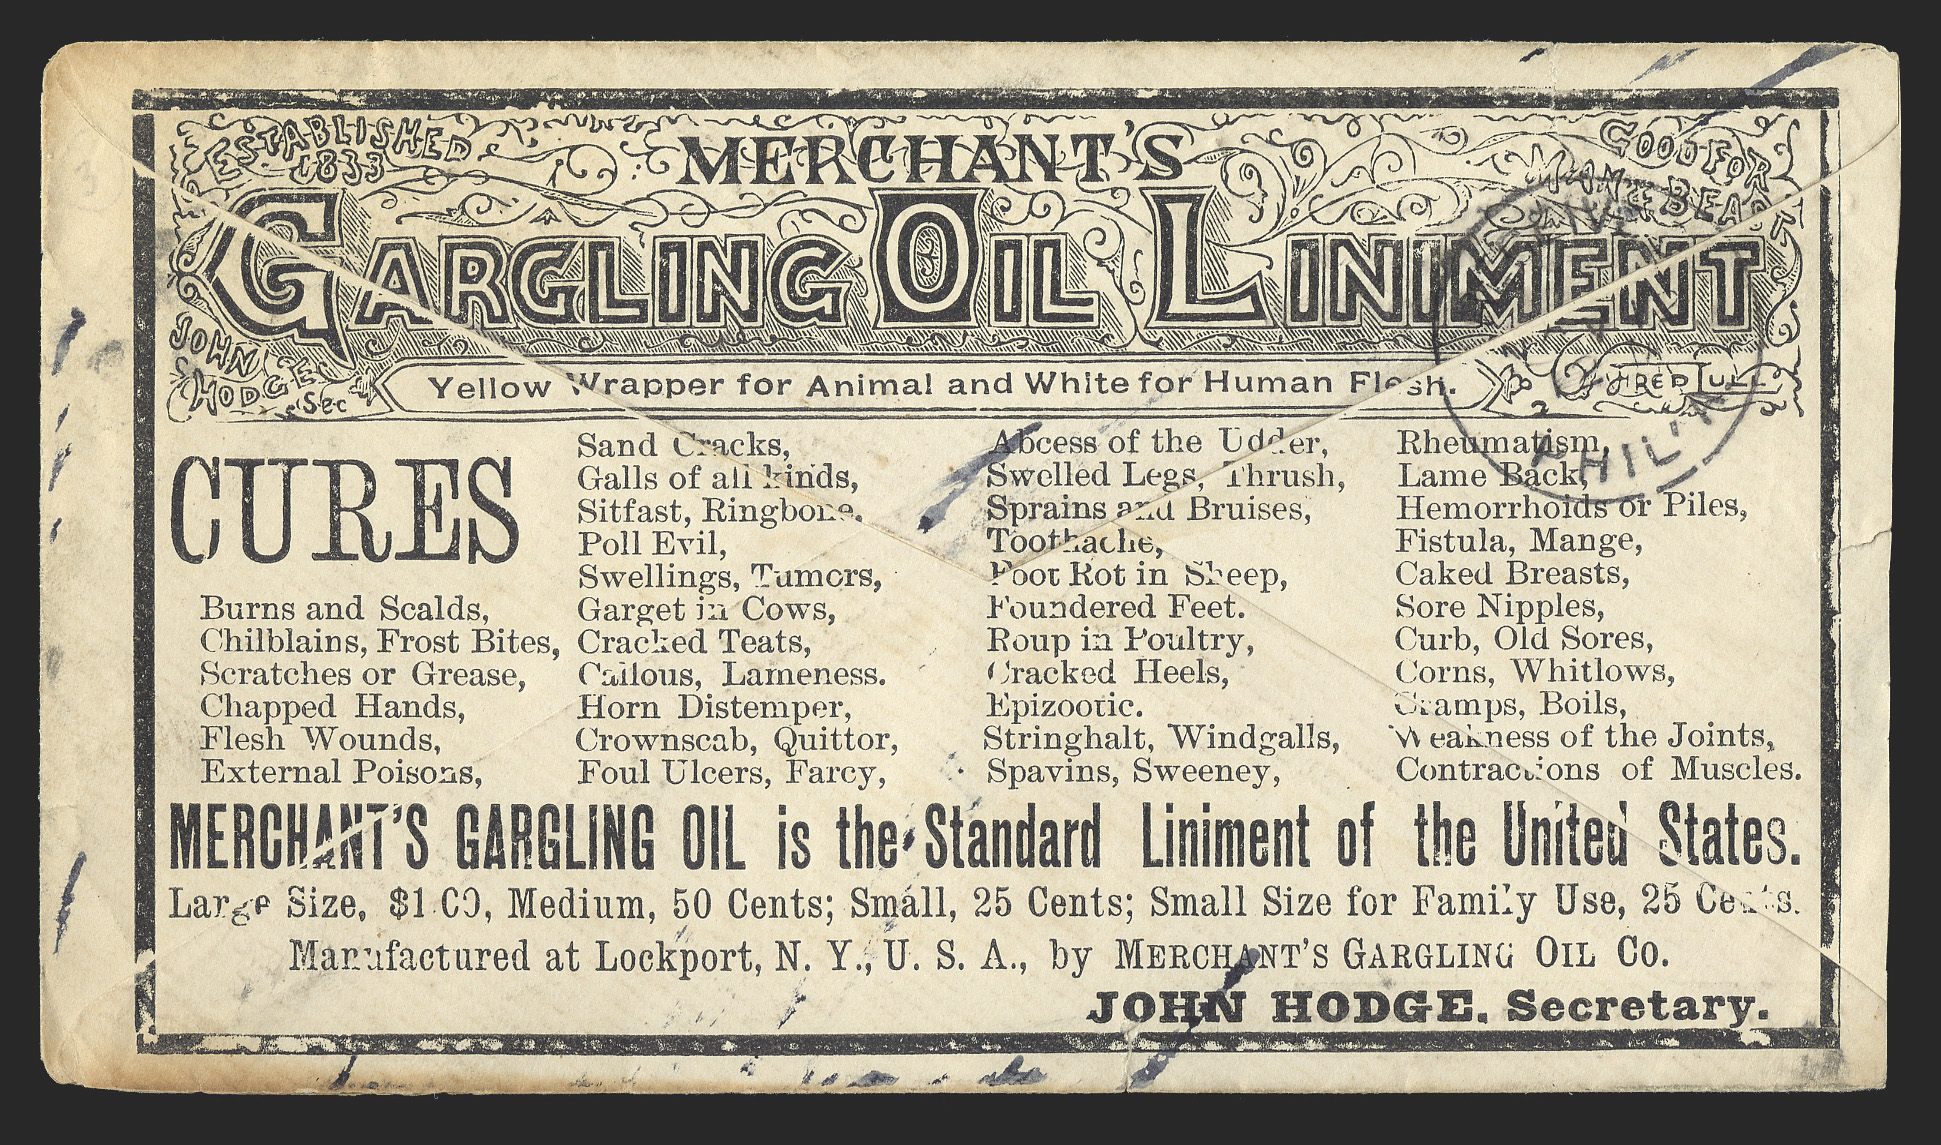 ESTABLISHED
1833
MERCHANT'S
GOOD FOR
MAN & BEAST
GARGLING OIL LINIMENT
JOHN HODGE Sec
Yellow Wrapper for Animal and White for Human Flesh.
CURES
Burns and Scalds,
Chilblains, Frost Bites,
Scratches or Grease,
Chapped Hands,
Flesh Wounds,
External Poisons,
Sand Cracks,
Galls of all kinds,
Sitfast, Ringbone,
Poll Evil,
Swellings, Tumors,
Garget in Cows,
Cracked Teats,
Callous, Lameness.
Horn Distemper,
Crownscab, Quittor,
Foul Ulcers, Farcy,
Abcess of the Udder,
Swelled Legs, Thrush,
Sprains and Bruises,
Toothache,
Foot Rot in Sheep,
Foundered Feet.
Roup in Poultry,
Cracked Heels,
Epizootic.
Stringhalt, Windgalls,
Spavins, Sweeney,
Rheumatism,
Lame Back,
Hemorrhoids or Piles,
Fistula, Mange,
Caked Breasts,
Sore Nipples,
Curb, Old Sores,
Corns, Whitlows,
Cramps, Boils,
Weakness of the Joints,
Contractions of Muscles.
MERCHANT'S GARGLING OIL is the Standard Liniment of the United States.
Large Size, $1.00, Medium, 50 Cents; Small, 25 Cents; Small Size for Family Use, 25 Cents.
Manufactured at Lockport, N. Y., U. S. A., by MERCHANT'S GARGLING OIL CO.
JOHN HODGE, Secretary.